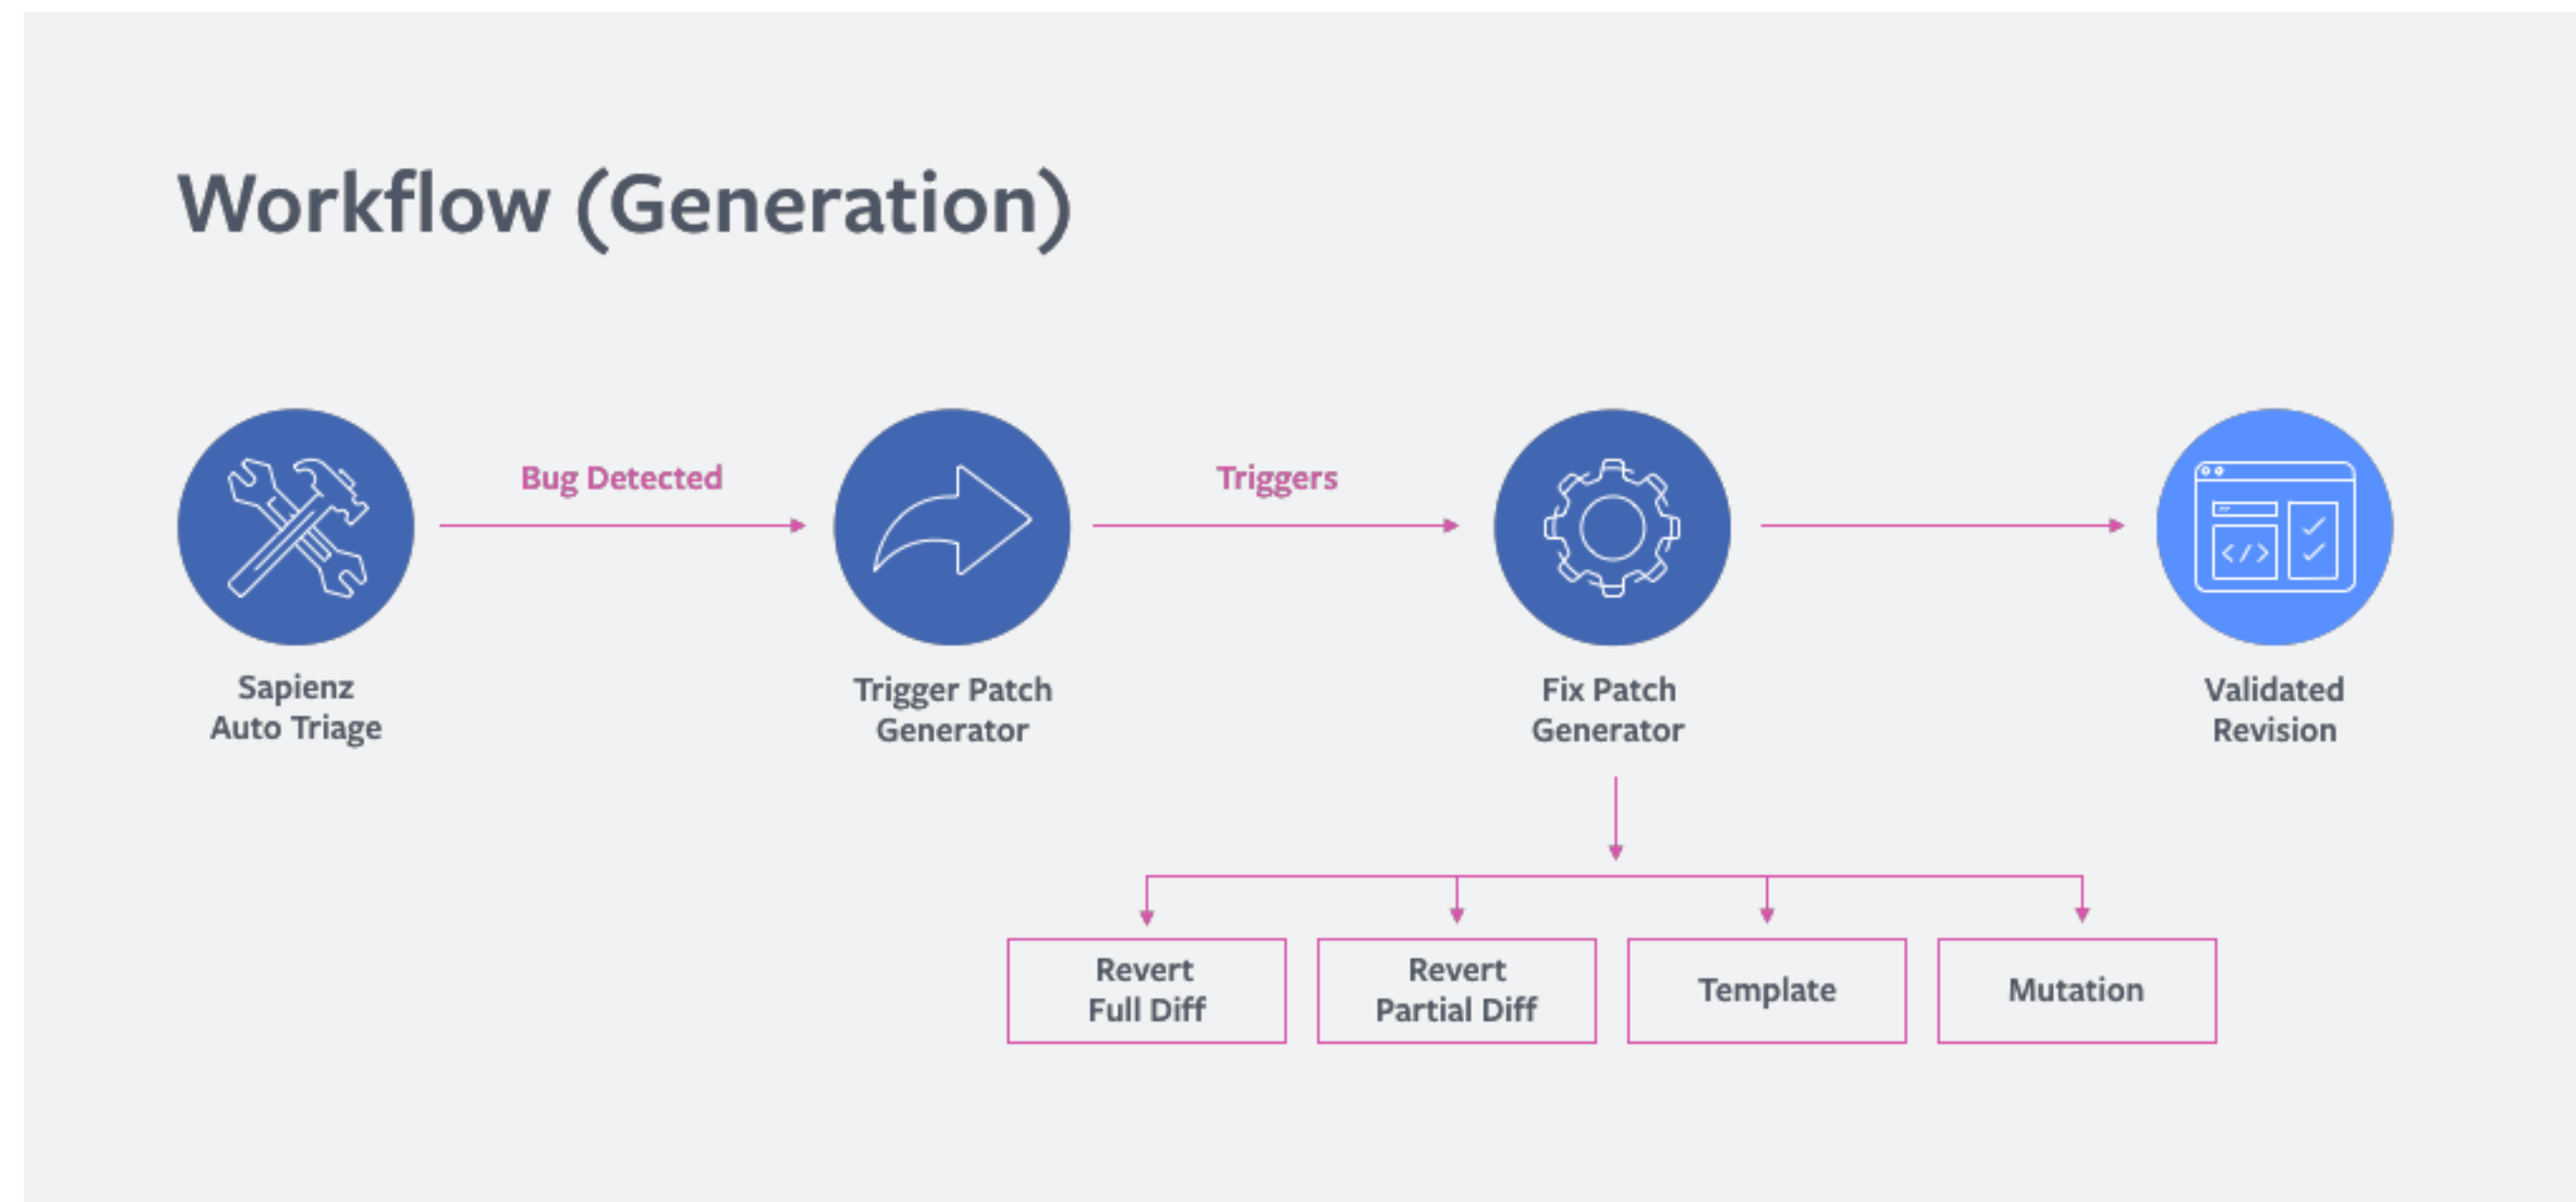 Workflow (Generation)
Bug Detected
Triggers
Sapienz
Auto Triage
Trigger Patch
Generator
Fix Patch
Generator
Validated
Revision
</>
Revert
Full Diff
Revert
Partial Diff
Template
Mutation